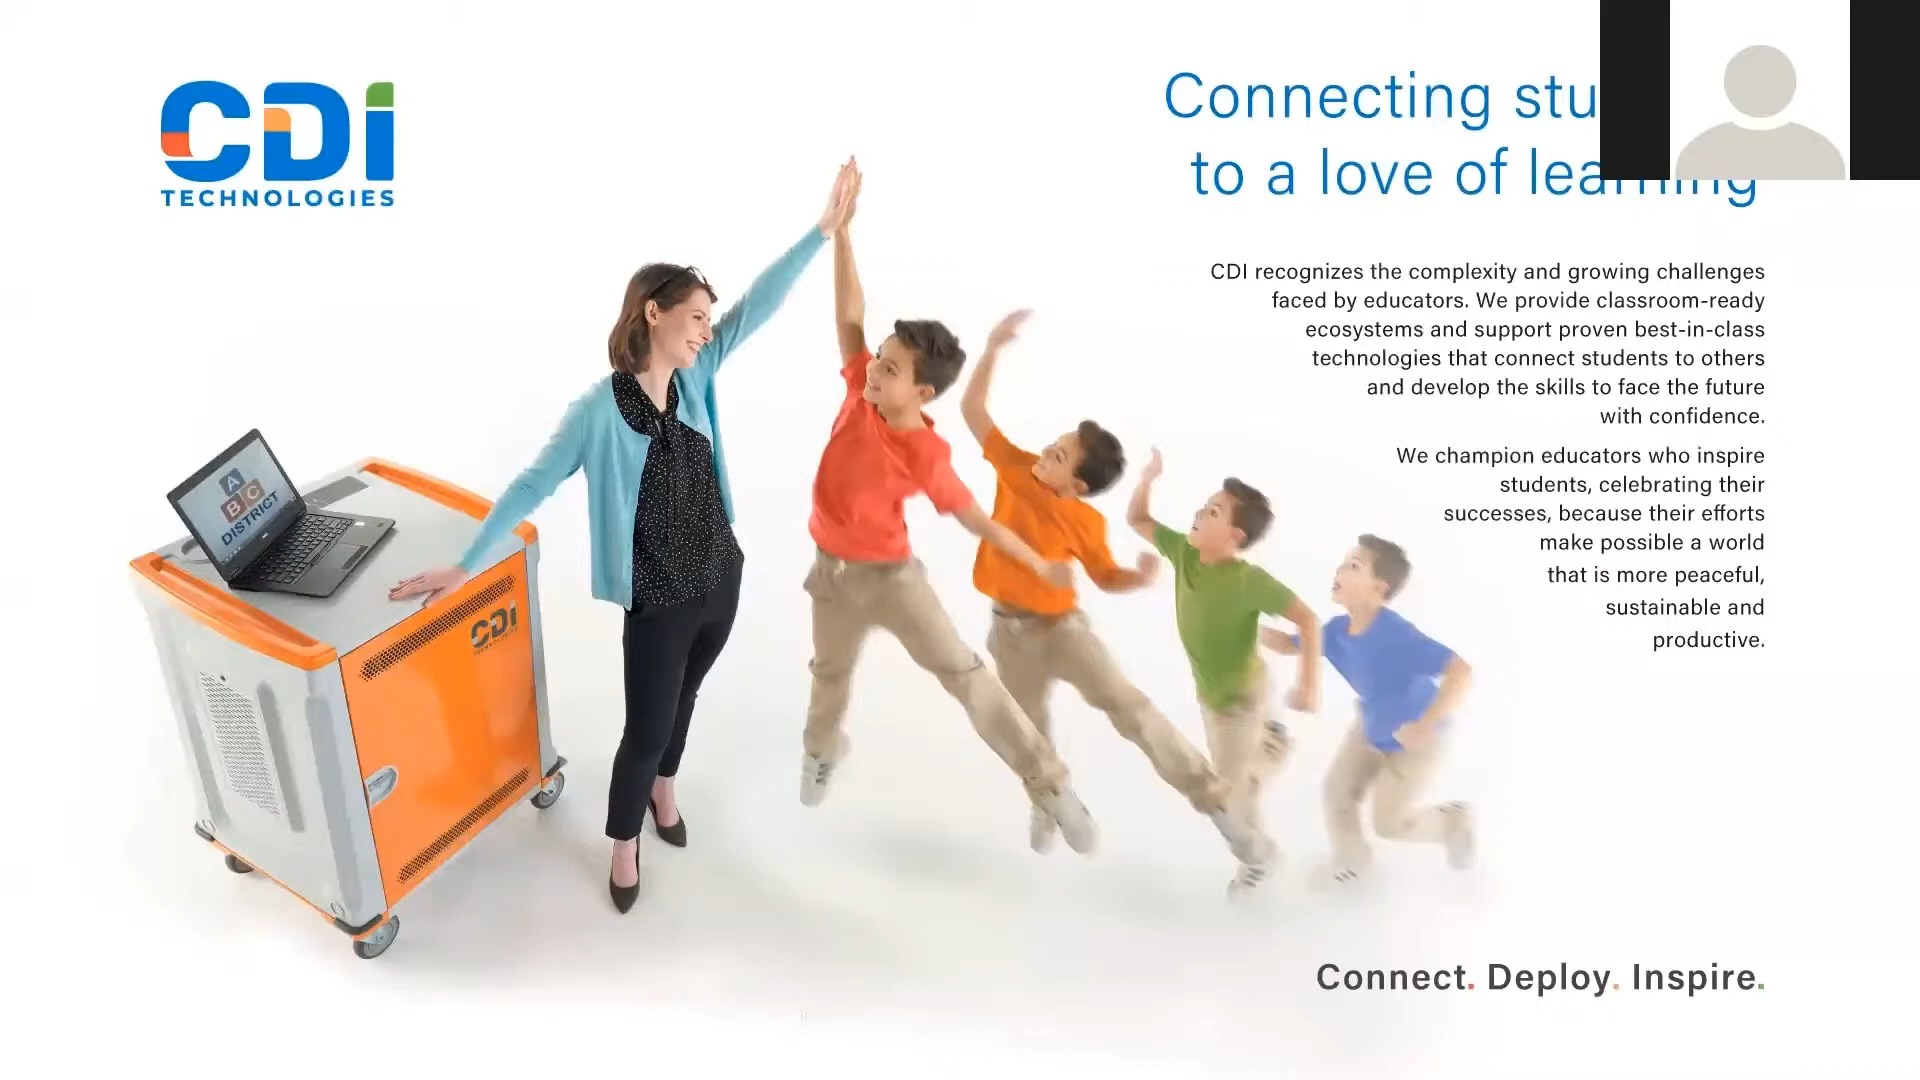 CDI
TECHNOLOGIES
Connecting
to a love of learning
CDI recognizes the complexity and growing challenges
faced by educators. We provide classroom-ready
ecosystems and support proven best-in-class
technologies that connect students to others
and develop the skills to face the future
with confidence.
We champion educators who inspire
students, celebrating their
successes, because their efforts
make possible a world
that is more peaceful,
sustainable and
productive.
A
B C
DISTRICT
CDI
TECHNOLOGIES
Connect. Deploy. Inspire.